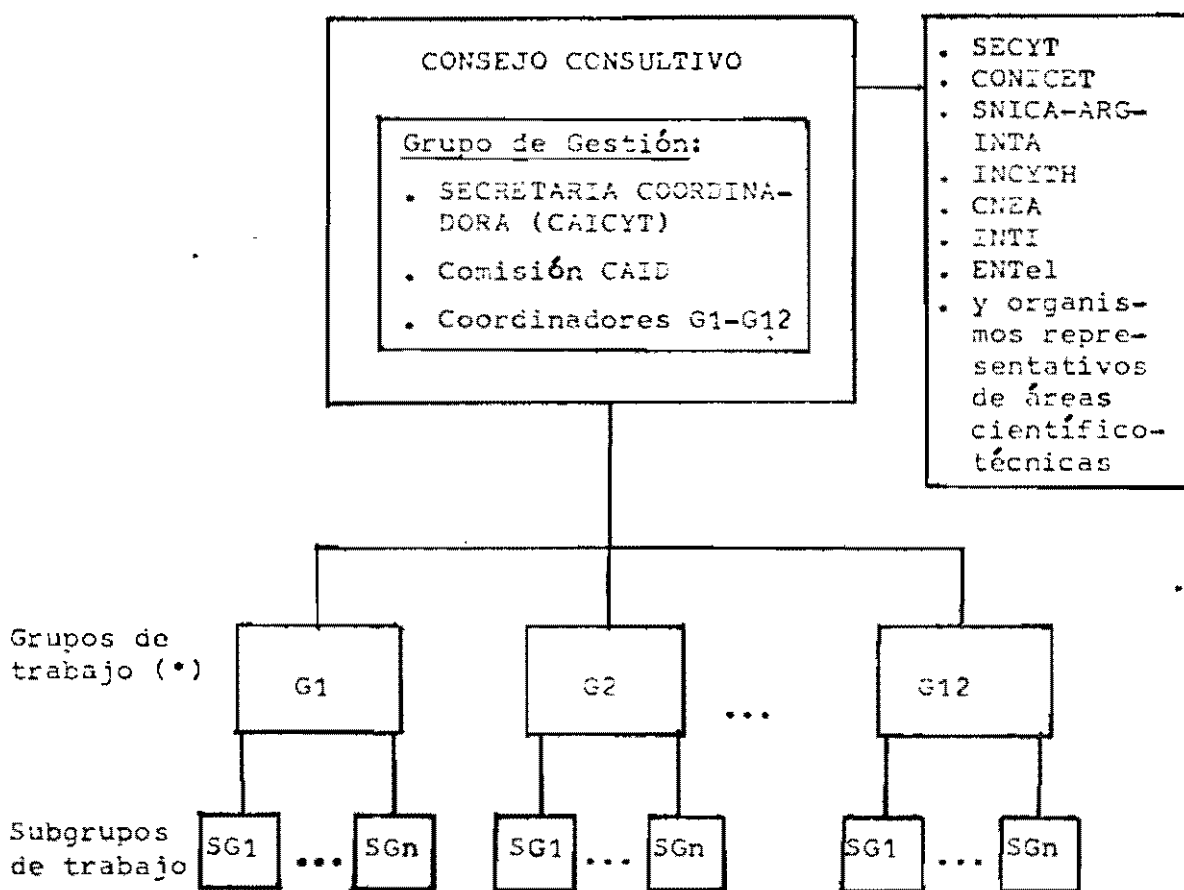 CONSEJO CONSULTIVO
Grupo de Gestión:
. SECRETARIA COORDINA-
DORA (CAICYT)
. Comisión CAID
. Coordinadores G1-G12
. SECYT
. CONICET
. SNICA-ARG-
INTA
. INCYTH
. CNEA
. INTI
. ENTel
. y organis-
mos repre-
sentativos
de áreas
científico-
técnicas
Grupos de
trabajo (*)
G1
G2
...
G12
Subgrupos
de trabajo
SG1 ... SGn
SG1 ... SGn
SG1 ... SGn